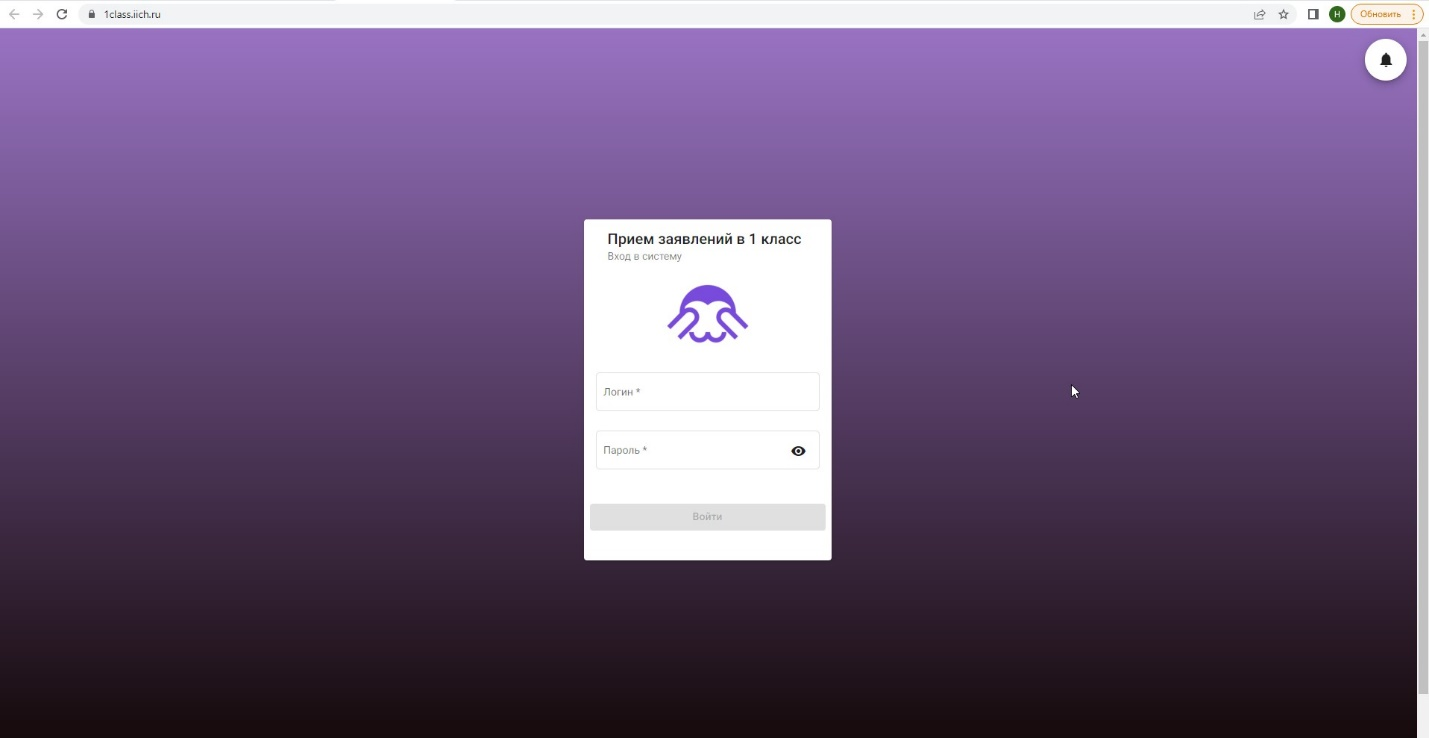 1class.iich.ru
Н
Обновить
Прием заявлений в 1 класс
Вход в систему
Логин *
Пароль *
Войти